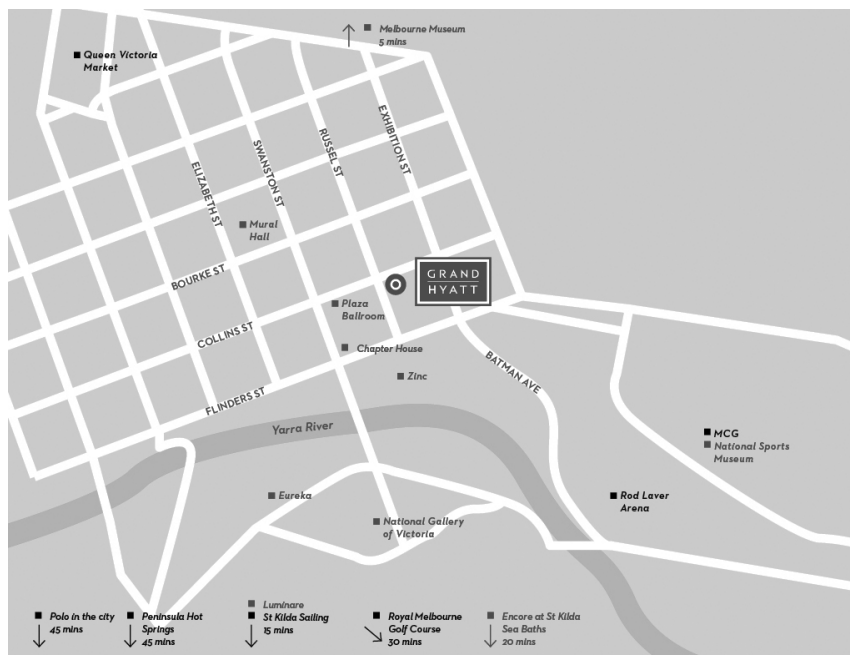 Melbourne Museum
5 mins
Queen Victoria
Market
EXHIBITION ST
RUSSEL ST
SWANSTON ST
ELIZABETH ST
Mural
Hall
BOURKE ST
GRAND
HYATT
Plaza
Ballroom
COLLINS ST
Chapter House
BATMAN AVE
Zinc
FLINDERS ST
Yarra River
MCG
National Sports
Museum
Eureka
Rod Laver
Arena
National Gallery
of Victoria
Polo in the city
45 mins
Peninsula Hot
Springs
45 mins
Luminare
St Kilda Sailing
15 mins
Royal Melbourne
Golf Course
30 mins
Encore at St Kilda
Sea Baths
20 mins